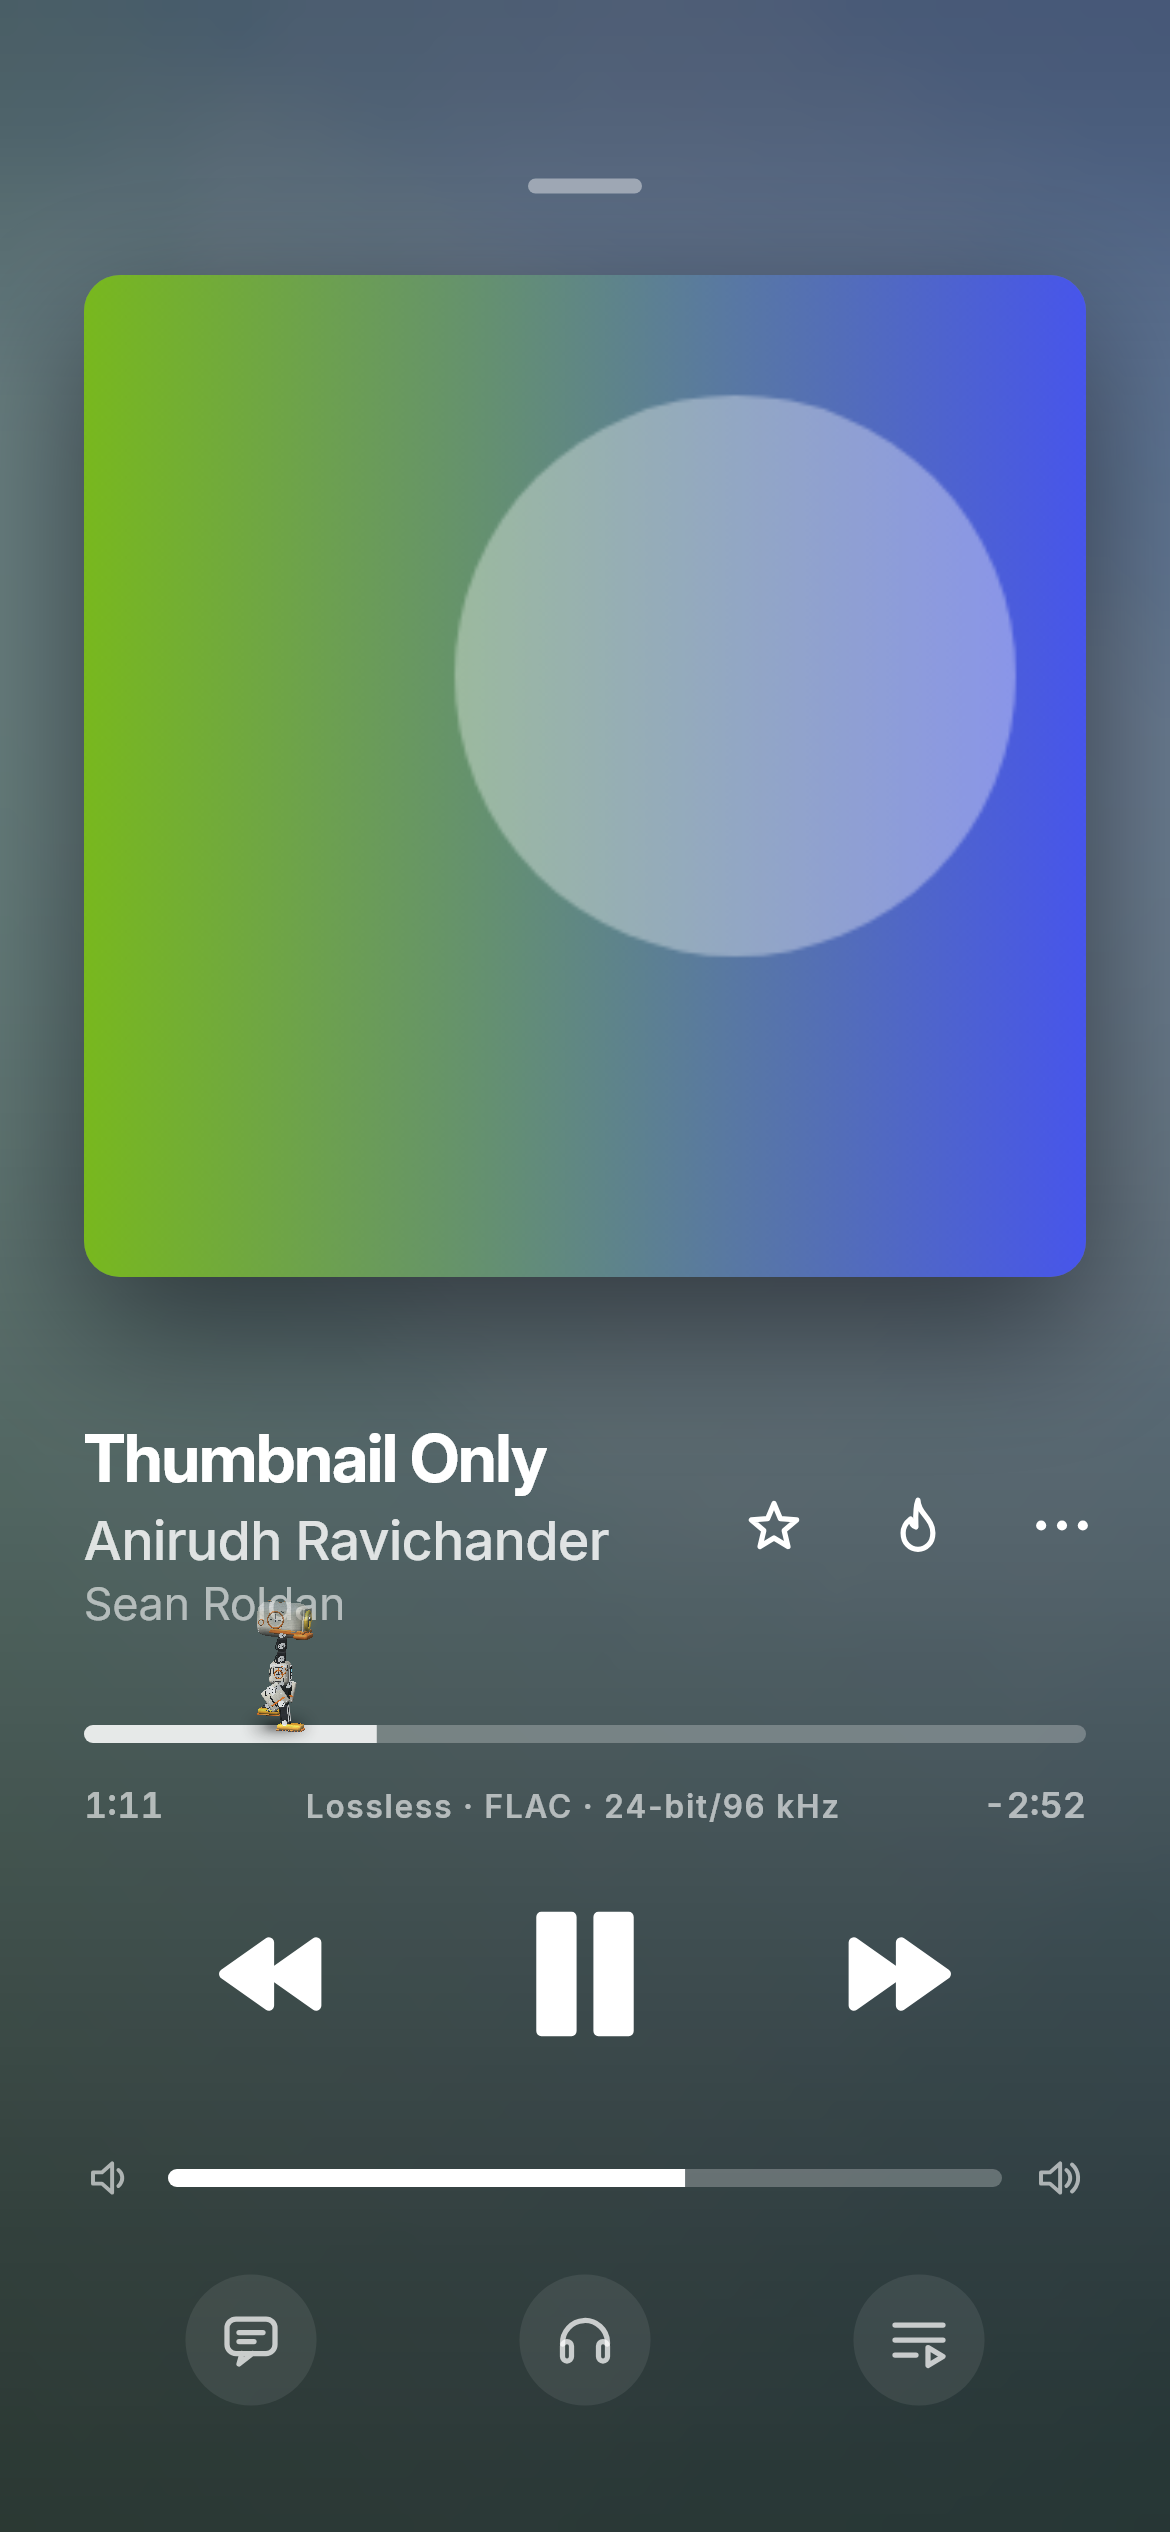 Thumbnail Only
Anirudh Ravichander
Sean Roldan
1:11
Lossless · FLAC · 24-bit/96 kHz
-2:52